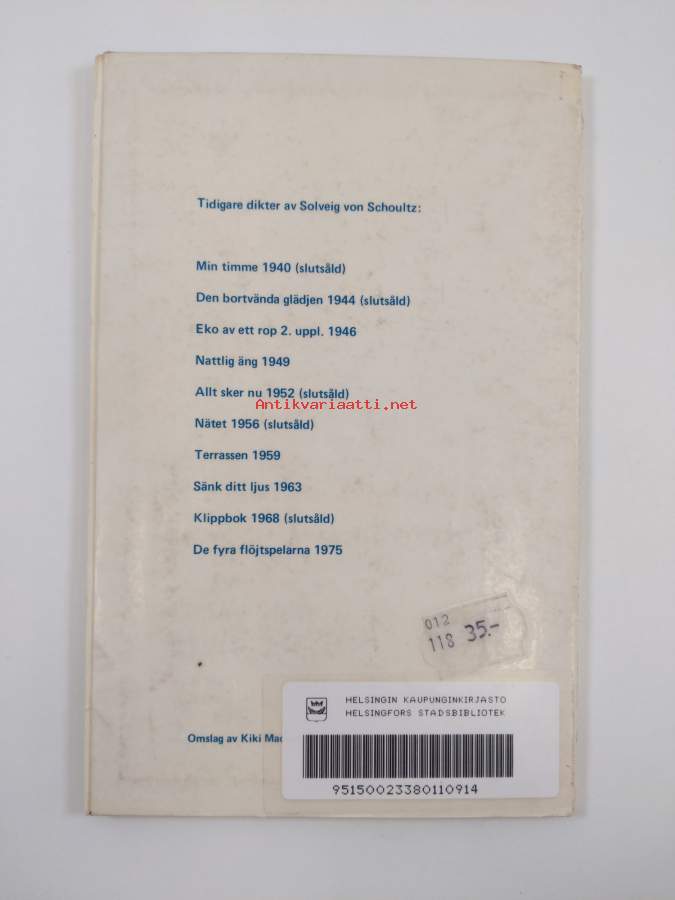 Tidigare dikter av Solveig von Schoultz:
Min timme 1940 (slutsåld)
Den bortvända glädjen 1944 (slutsåld)
Eko av ett rop 2. uppl. 1946
Nattlig äng 1949
Allt sker nu 1952 (slutsåld)
Antikvariaatti.net
Nätet 1956 (slutsåld)
Terrassen 1959
Sänk ditt ljus 1963
Klippbok 1968 (slutsåld)
De fyra flöjtspelarna 1975
012
118 35.-
HELSINGIN KAUPUNGINKIRJASTO
HELSINGFORS STADSBIBLIOTEK
Omslag av Kiki
95150023380110914